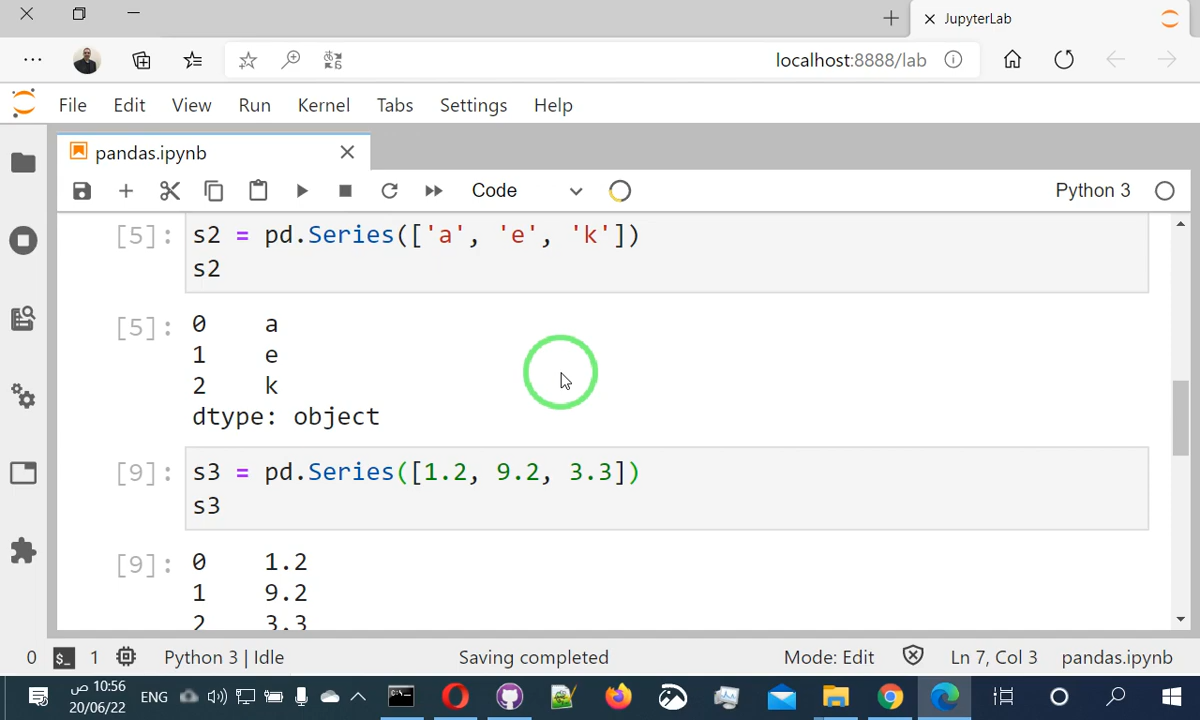 JupyterLab
localhost:8888/lab
File Edit View Run Kernel Tabs Settings Help
pandas.ipynb
Code
Python 3
[5]: s2 = pd.Series(['a', 'e', 'k'])
s2
[5]: 0 a
1 e
2 k
dtype: object
[9]: s3 = pd.Series([1.2, 9.2, 3.3])
s3
[9]: 0 1.2
1 9.2
2 3.3
0 $_ 1 Python 3 | Idle Saving completed Mode: Edit Ln 7, Col 3 pandas.ipynb
10:56 ص
ENG
20/06/22